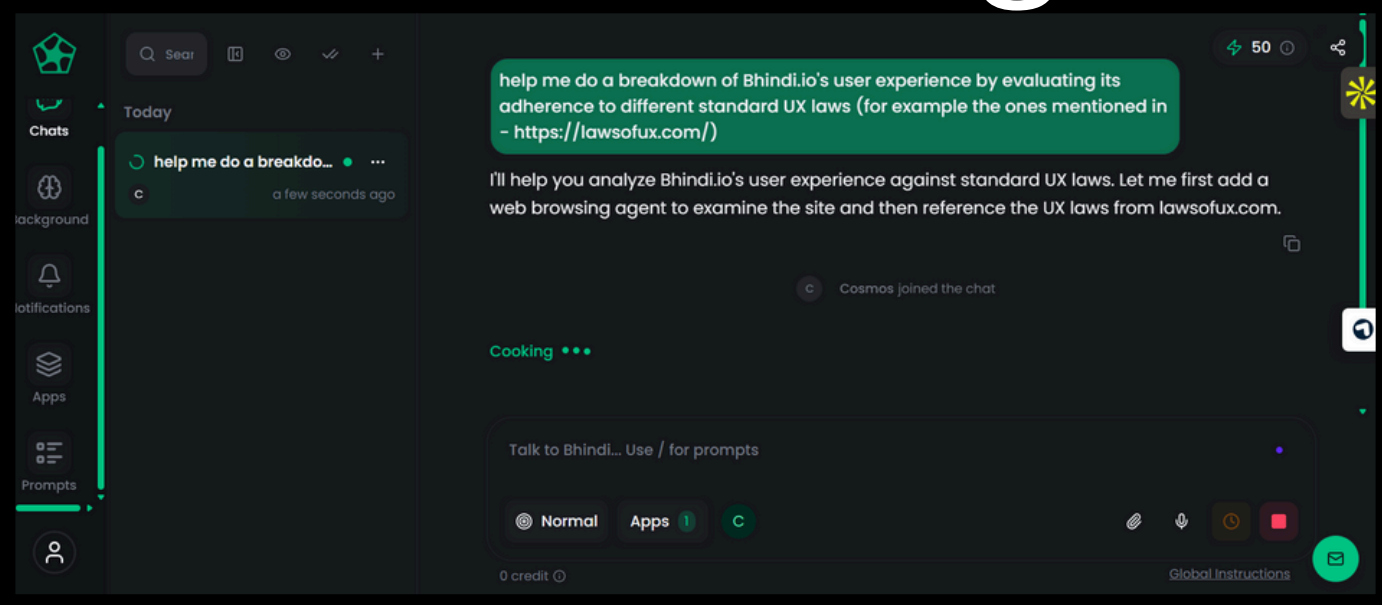 Sear
50
Chats
Background
Notifications
Apps
Prompts
Today
help me do a breakdo...
C
a few seconds ago
help me do a breakdown of Bhindi.io's user experience by evaluating its
adherence to different standard UX laws (for example the ones mentioned in
- https://lawsofux.com/)
I'll help you analyze Bhindi.io's user experience against standard UX laws. Let me first add a
web browsing agent to examine the site and then reference the UX laws from lawsofux.com.
C Cosmos joined the chat
Cooking
Talk to Bhindi... Use / for prompts
Normal Apps 1 C
0 credit
Global Instructions